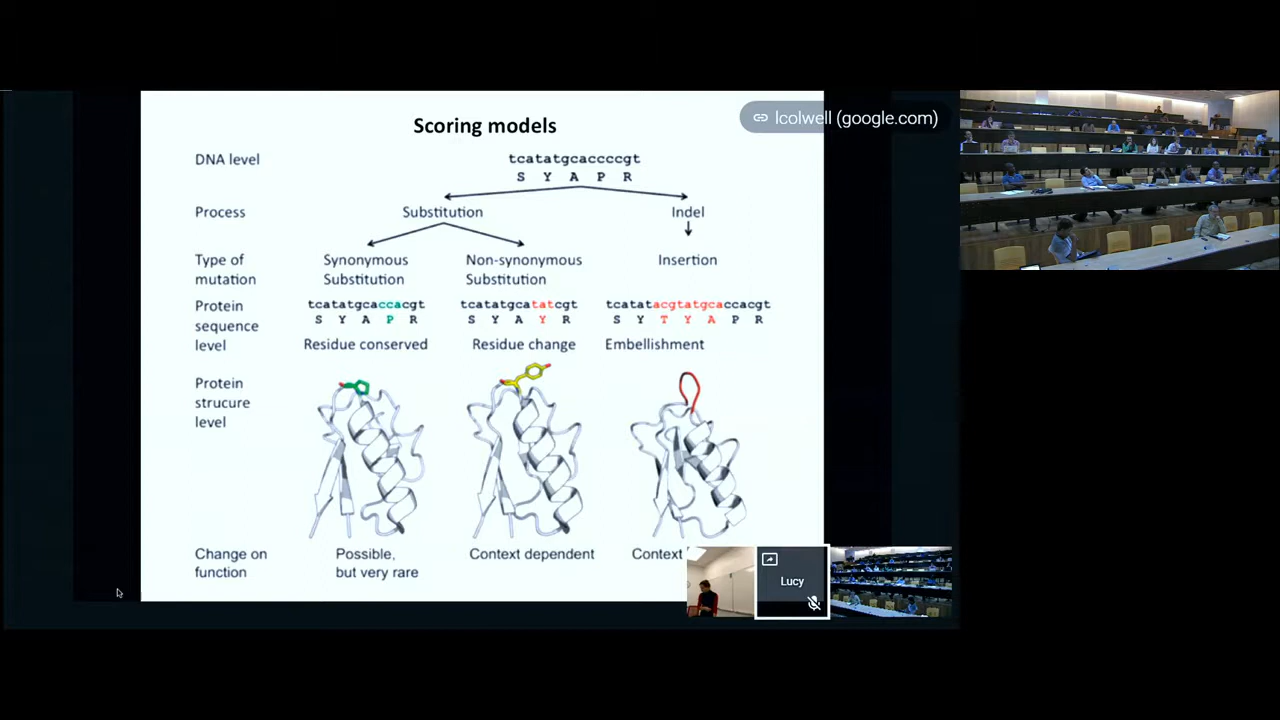 Scoring models
lcolwell (google.com)
DNA level
tcatatgcaccccgt
S Y A P R
Process
Substitution
Indel
Type of
mutation
Synonymous
Substitution
Non-synonymous
Substitution
Insertion
Protein
sequence
level
tcatatgcaccacgt
S Y A P R
tcatatgcatatcgt
S Y A Y R
tcatatacgtatgcaccacgt
S Y T Y A P R
Residue conserved
Residue change
Embellishment
Protein
strucure
level
Change on
function
Possible,
but very rare
Context dependent
Context
Lucy